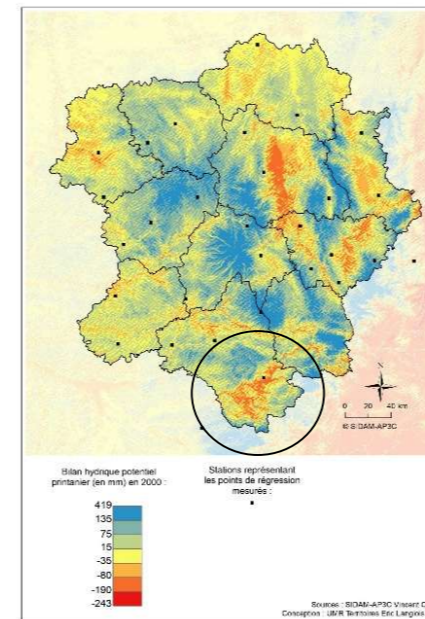 N
0 20 40 km
© SIDAM-AP3C
Bilan hydrique potentiel
printanier (en mm) en 2000 :
Stations représentant
les points de régression
mesurés :
419
135
75
15
-35
-80
-190
-243
Sources : SIDAM-AP3C Vincent C
Conception : UMR Territoires Eric Langlois